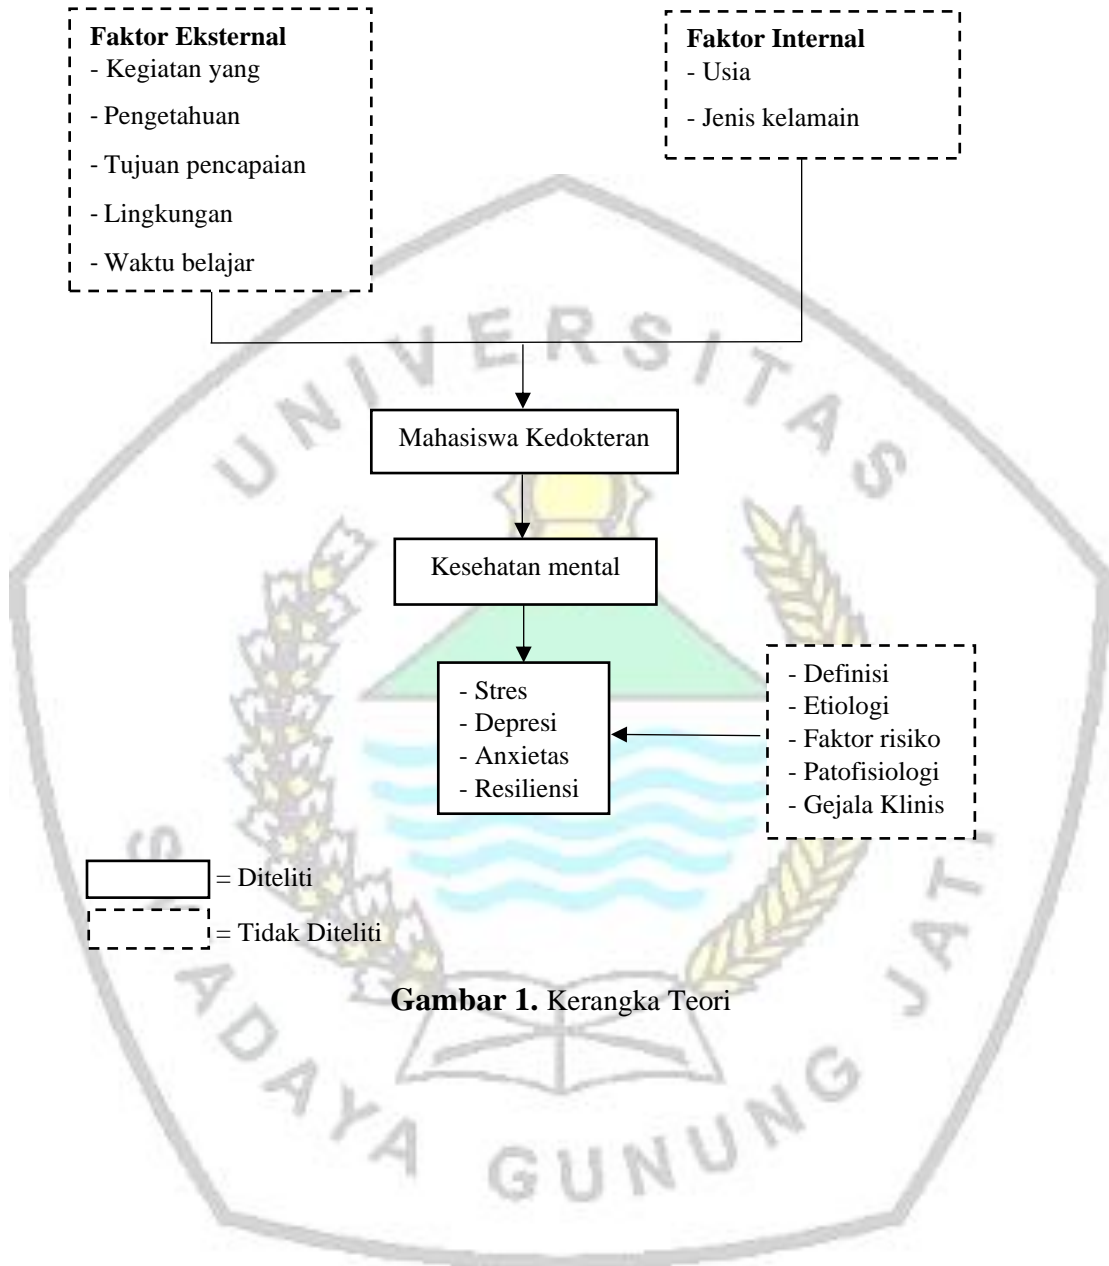 Faktor Eksternal
- Kegiatan yang
- Pengetahuan
- Tujuan pencapaian
- Lingkungan
- Waktu belajar
Faktor Internal
- Usia
- Jenis kelamain
Mahasiswa Kedokteran
Kesehatan mental
- Stres
- Depresi
- Anxietas
- Resiliensi
- Definisi
- Etiologi
- Faktor risiko
- Patofisiologi
- Gejala Klinis
= Diteliti
= Tidak Diteliti
Gambar 1. Kerangka Teori
UNIVERSITAS
ADAYA GUNUNG JATI